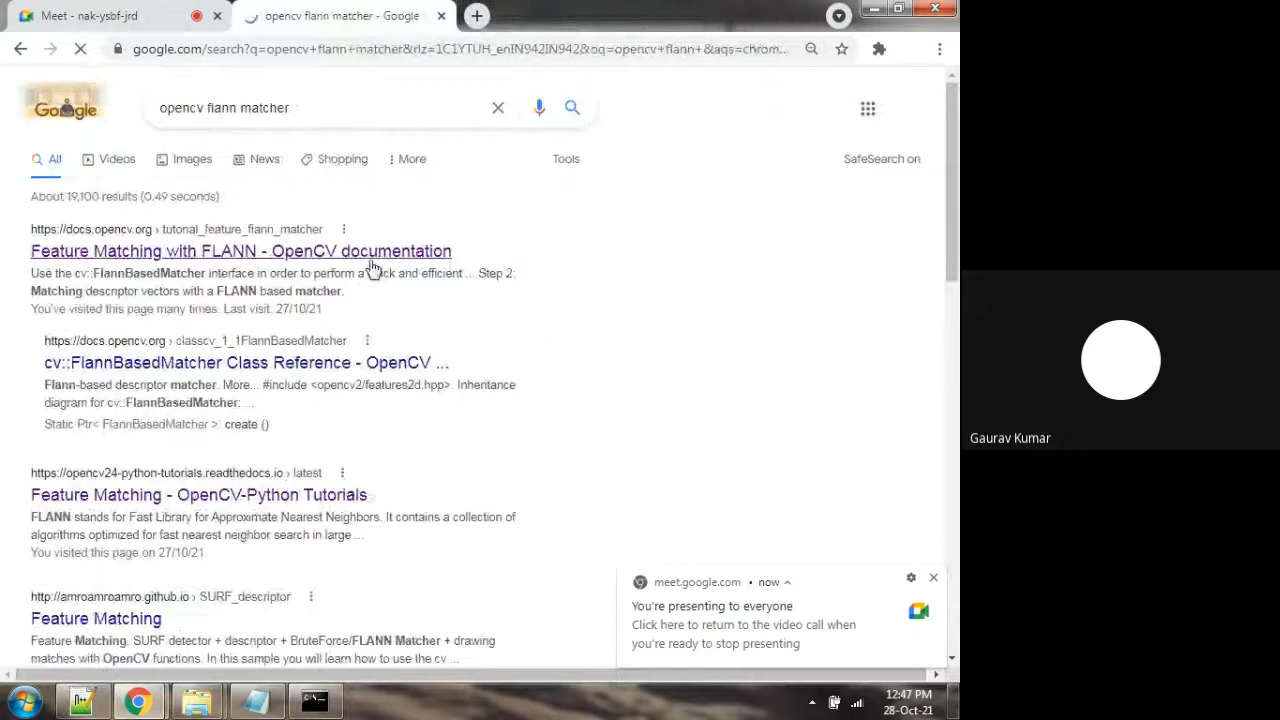 Meet - nak-ysbf-jrd
opencv flann matcher - Google
google.com/search?q=opencv+flann+matcher&rlz=1C1YTUH_enIN942IN942&oq=opencv+flann+&aqs=chrom...
Google
opencv flann matcher
All Videos Images News Shopping More Tools SafeSearch on
About 19,100 results (0.49 seconds)
https://docs.opencv.org › tutorial_feature_flann_matcher
Feature Matching with FLANN - OpenCV documentation
Use the cv::FlannBasedMatcher interface in order to perform a quick and efficient ... Step 2:
Matching descriptor vectors with a FLANN based matcher.
You've visited this page many times. Last visit: 27/10/21
https://docs.opencv.org › classcv_1_1FlannBasedMatcher
cv::FlannBasedMatcher Class Reference - OpenCV ...
Flann-based descriptor matcher. More... #include <opencv2/features2d.hpp>. Inheritance
diagram for cv::FlannBasedMatcher: ...
Static Ptr< FlannBasedMatcher >: create ()
https://opencv24-python-tutorials.readthedocs.io › latest
Feature Matching - OpenCV-Python Tutorials
FLANN stands for Fast Library for Approximate Nearest Neighbors. It contains a collection of
algorithms optimized for fast nearest neighbor search in large ...
You visited this page on 27/10/21
http://amroamroamro.github.io › SURF_descriptor
Feature Matching
Feature Matching. SURF detector + descriptor + BruteForce/FLANN Matcher + drawing
matches with OpenCV functions. In this sample you will learn how to use the cv ...
meet.google.com • now
You're presenting to everyone
Click here to return to the video call when
you're ready to stop presenting
12:47 PM
28-Oct-21
Gaurav Kumar